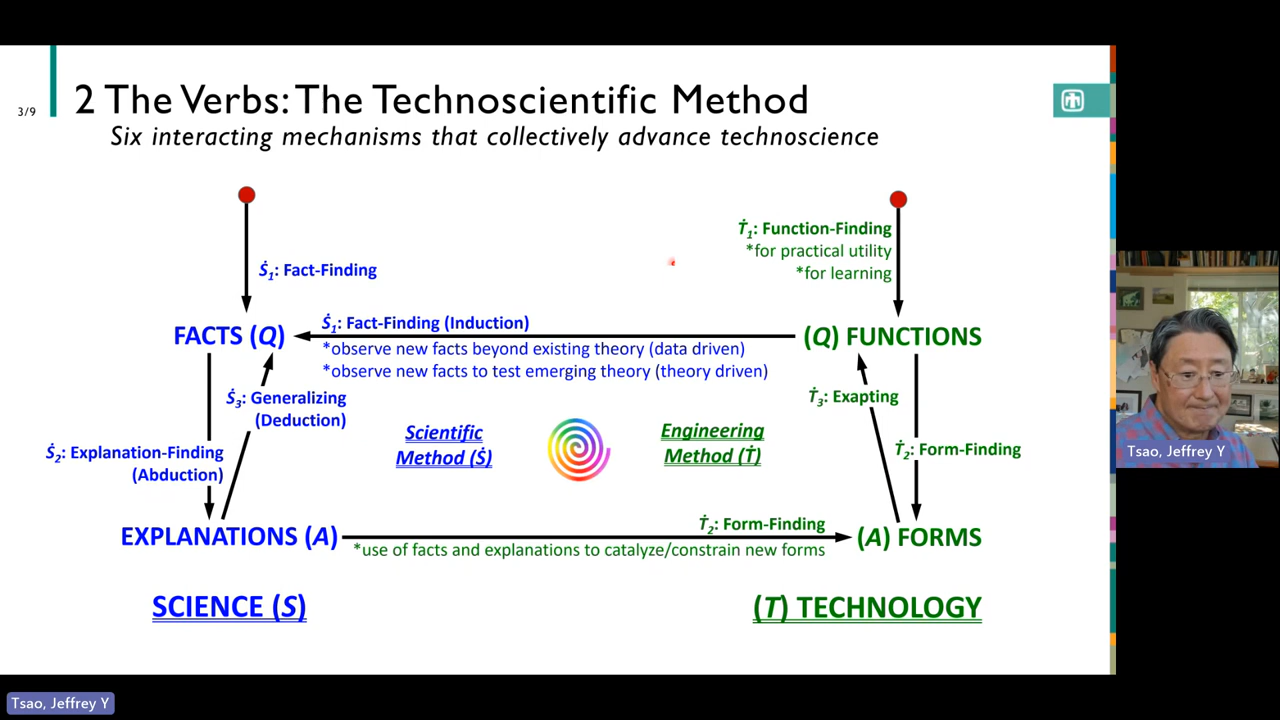 3/9
2 The Verbs: The Technoscientific Method
Six interacting mechanisms that collectively advance technoscience
Ṡ1: Fact-Finding
Ṫ1: Function-Finding
*for practical utility
*for learning
FACTS (Q)
Ṡ1: Fact-Finding (Induction)
*observe new facts beyond existing theory (data driven)
*observe new facts to test emerging theory (theory driven)
(Q) FUNCTIONS
Ṡ3: Generalizing
(Deduction)
Ṫ3: Exapting
Scientific
Method (Ṡ)
Engineering
Method (Ṫ)
Ṡ2: Explanation-Finding
(Abduction)
Ṫ2: Form-Finding
EXPLANATIONS (A)
Ṫ2: Form-Finding
*use of facts and explanations to catalyze/constrain new forms
(A) FORMS
SCIENCE (S)
(T) TECHNOLOGY
Tsao, Jeffrey Y
Tsao, Jeffrey Y